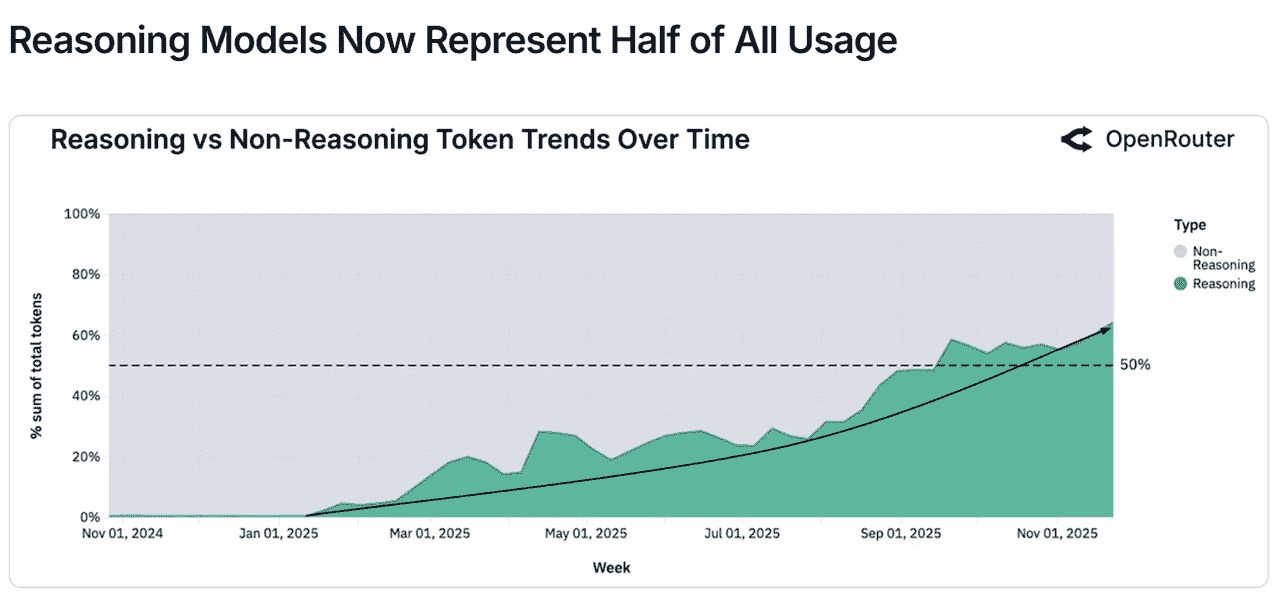 Reasoning Models Now Represent Half of All Usage
Reasoning vs Non-Reasoning Token Trends Over Time
OpenRouter
100%
80%
60%
40%
20%
0%
% sum of total tokens
50%
Type
Non-
Reasoning
Reasoning
Nov 01, 2024
Jan 01, 2025
Mar 01, 2025
May 01, 2025
Jul 01, 2025
Sep 01, 2025
Nov 01, 2025
Week